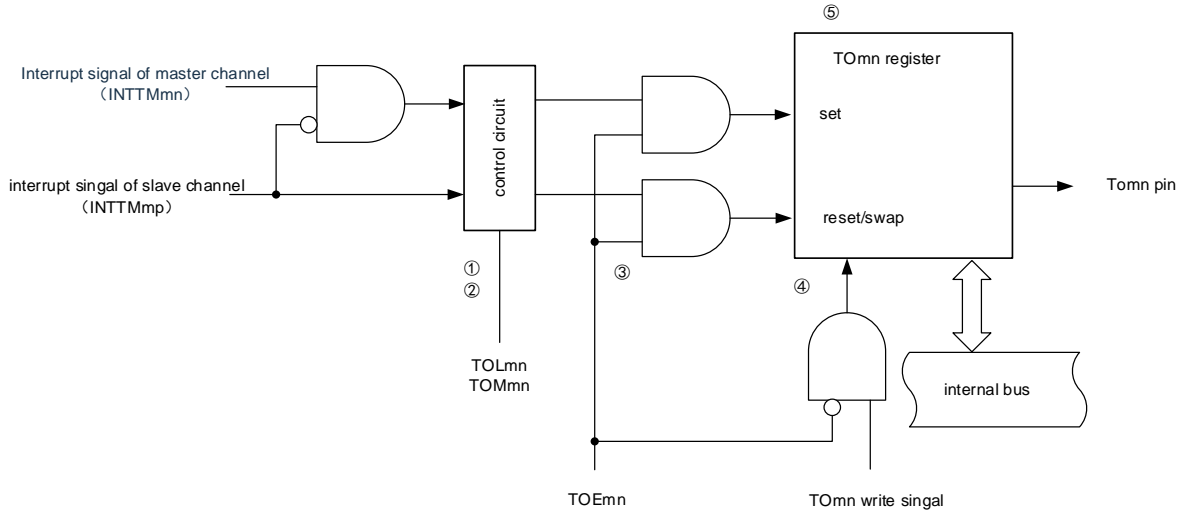 ⑤
Interrupt signal of master channel
（INTTMmn）
TOmn register
control circuit
set
interrupt singal of slave channel
（INTTMmp）
Tomn pin
reset/swap
①
③
②
④
TOLmn
TOMmn
internal bus
TOEmn
TOmn write singal